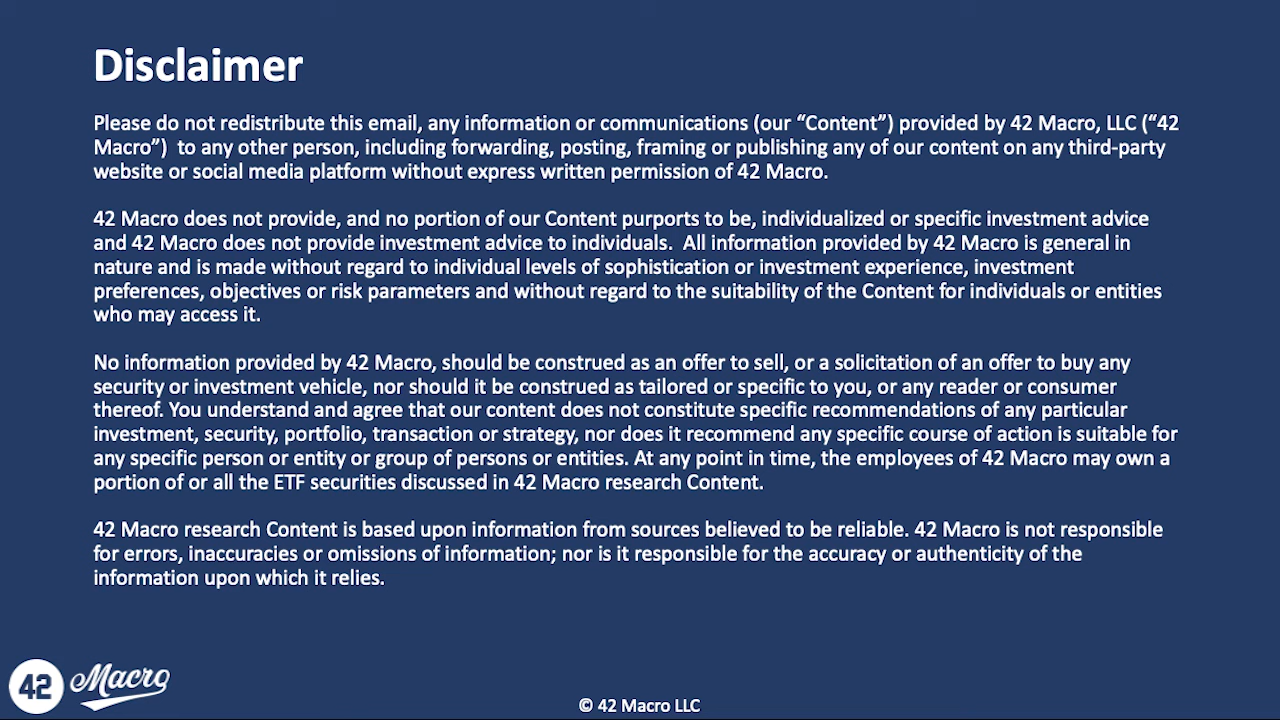 Disclaimer
Please do not redistribute this email, any information or communications (our “Content”) provided by 42 Macro, LLC (“42
Macro”)  to any other person, including forwarding, posting, framing or publishing any of our content on any third-party
website or social media platform without express written permission of 42 Macro.
42 Macro does not provide, and no portion of our Content purports to be, individualized or specific investment advice
and 42 Macro does not provide investment advice to individuals.  All information provided by 42 Macro is general in
nature and is made without regard to individual levels of sophistication or investment experience, investment
preferences, objectives or risk parameters and without regard to the suitability of the Content for individuals or entities
who may access it.
No information provided by 42 Macro, should be construed as an offer to sell, or a solicitation of an offer to buy any
security or investment vehicle, nor should it be construed as tailored or specific to you, or any reader or consumer
thereof. You understand and agree that our content does not constitute specific recommendations of any particular
investment, security, portfolio, transaction or strategy, nor does it recommend any specific course of action is suitable for
any specific person or entity or group of persons or entities. At any point in time, the employees of 42 Macro may own a
portion of or all the ETF securities discussed in 42 Macro research Content.
42 Macro research Content is based upon information from sources believed to be reliable. 42 Macro is not responsible
for errors, inaccuracies or omissions of information; nor is it responsible for the accuracy or authenticity of the
information upon which it relies.
42 Macro
© 42 Macro LLC